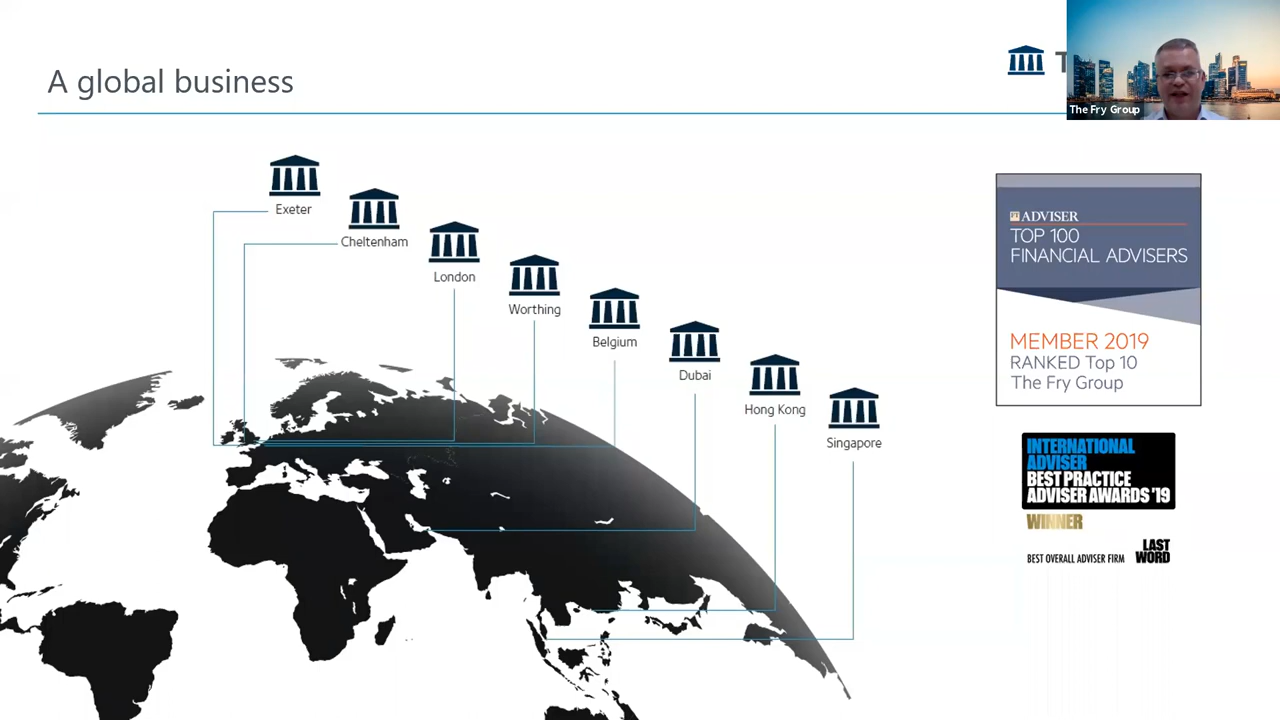 A global business
T
The Fry Group
Exeter
Cheltenham
London
Worthing
Belgium
Dubai
Hong Kong
Singapore
FT ADVISER
TOP 100
FINANCIAL ADVISERS
MEMBER 2019
RANKED Top 10
The Fry Group
INTERNATIONAL
ADVISER
BEST PRACTICE
ADVISER AWARDS '19
WINNER
BEST OVERALL ADVISER FIRM
LAST
WORD